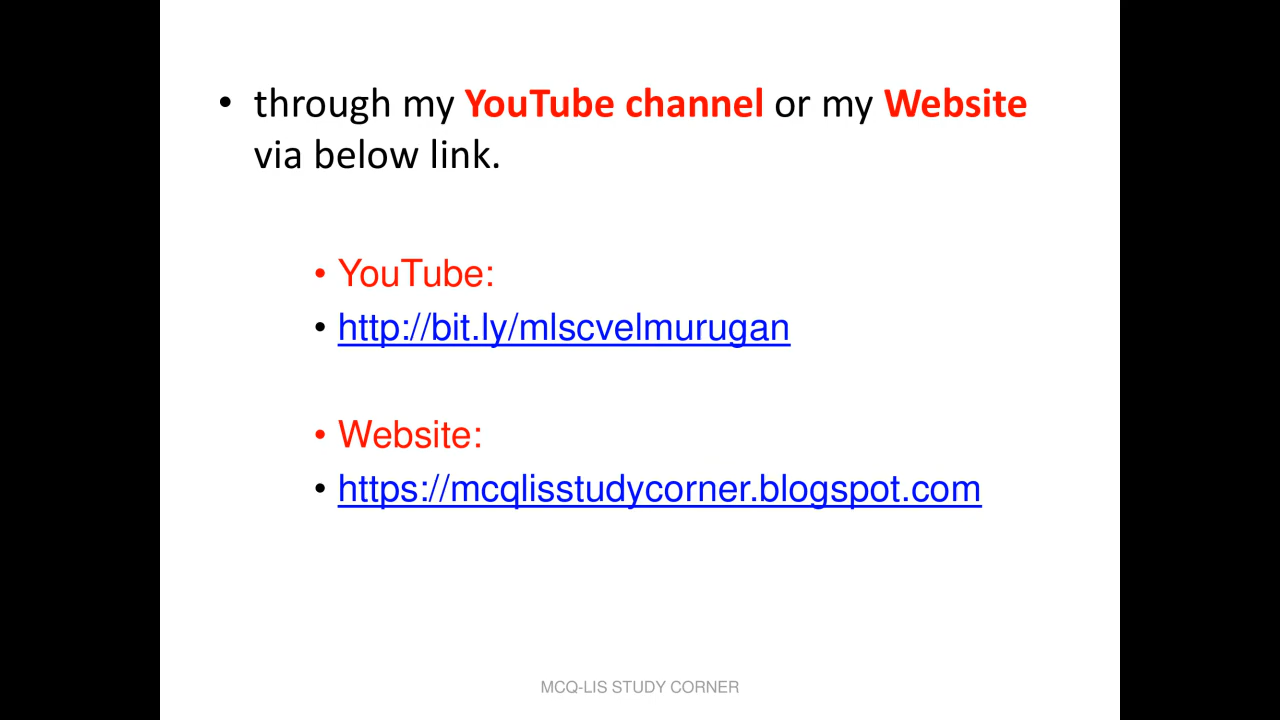 • through my YouTube channel or my Website
via below link.
• YouTube:
• http://bit.ly/mlscvelmurugan
• Website:
• https://mcqlisstudycorner.blogspot.com
MCQ-LIS STUDY CORNER